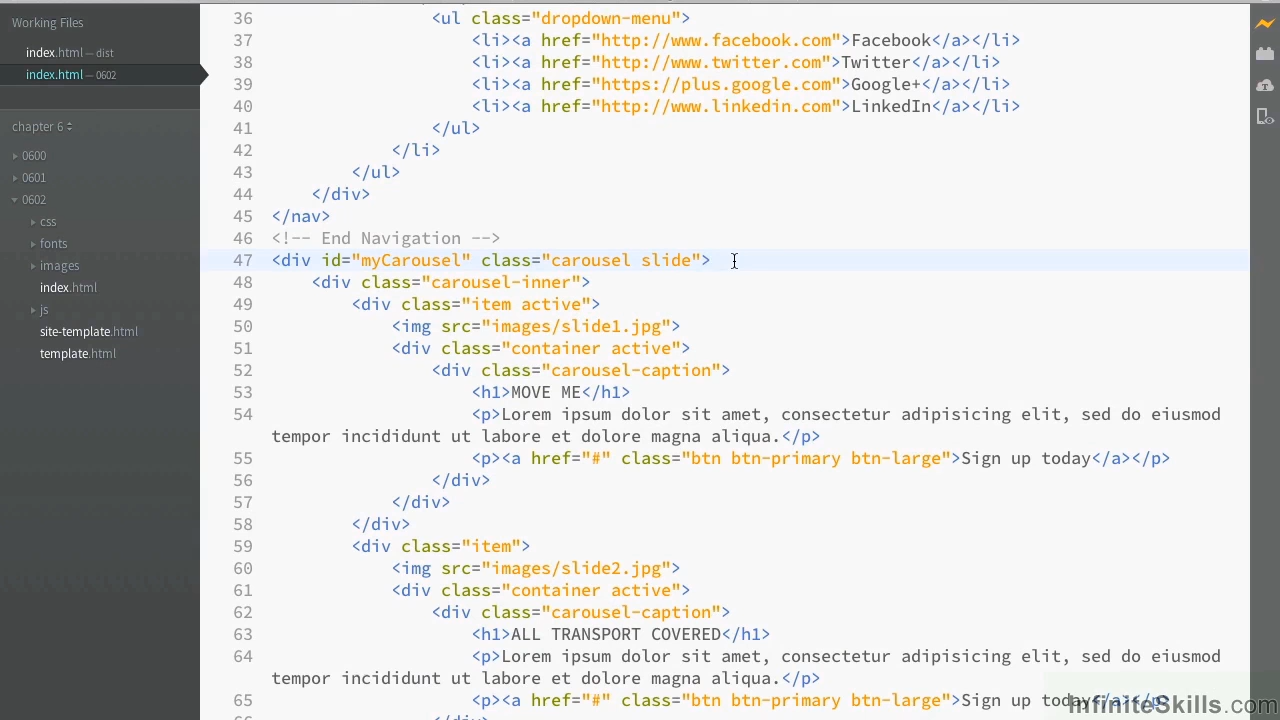 Working Files
index.html — dist
index.html — 0602
chapter 6
0600
0601
0602
css
fonts
images
index.html
js
site-template.html
template.html
36 <ul class="dropdown-menu">
37 <li><a href="http://www.facebook.com">Facebook</a></li>
38 <li><a href="http://www.twitter.com">Twitter</a></li>
39 <li><a href="https://plus.google.com">Google+</a></li>
40 <li><a href="http://www.linkedin.com">LinkedIn</a></li>
41 </ul>
42 </li>
43 </ul>
44 </div>
45 </nav>
46 <!-- End Navigation -->
47 <div id="myCarousel" class="carousel slide">
48 <div class="carousel-inner">
49 <div class="item active">
50 <img src="images/slide1.jpg">
51 <div class="container active">
52 <div class="carousel-caption">
53 <h1>MOVE ME</h1>
54 <p>Lorem ipsum dolor sit amet, consectetur adipisicing elit, sed do eiusmod
tempor incididunt ut labore et dolore magna aliqua.</p>
55 <p><a href="#" class="btn btn-primary btn-large">Sign up today</a></p>
56 </div>
57 </div>
58 </div>
59 <div class="item">
60 <img src="images/slide2.jpg">
61 <div class="container active">
62 <div class="carousel-caption">
63 <h1>ALL TRANSPORT COVERED</h1>
64 <p>Lorem ipsum dolor sit amet, consectetur adipisicing elit, sed do eiusmod
tempor incididunt ut labore et dolore magna aliqua.</p>
65 <p><a href="#" class="btn btn-primary btn-large">Sign up today</a></p>
InfiniteSkills.com